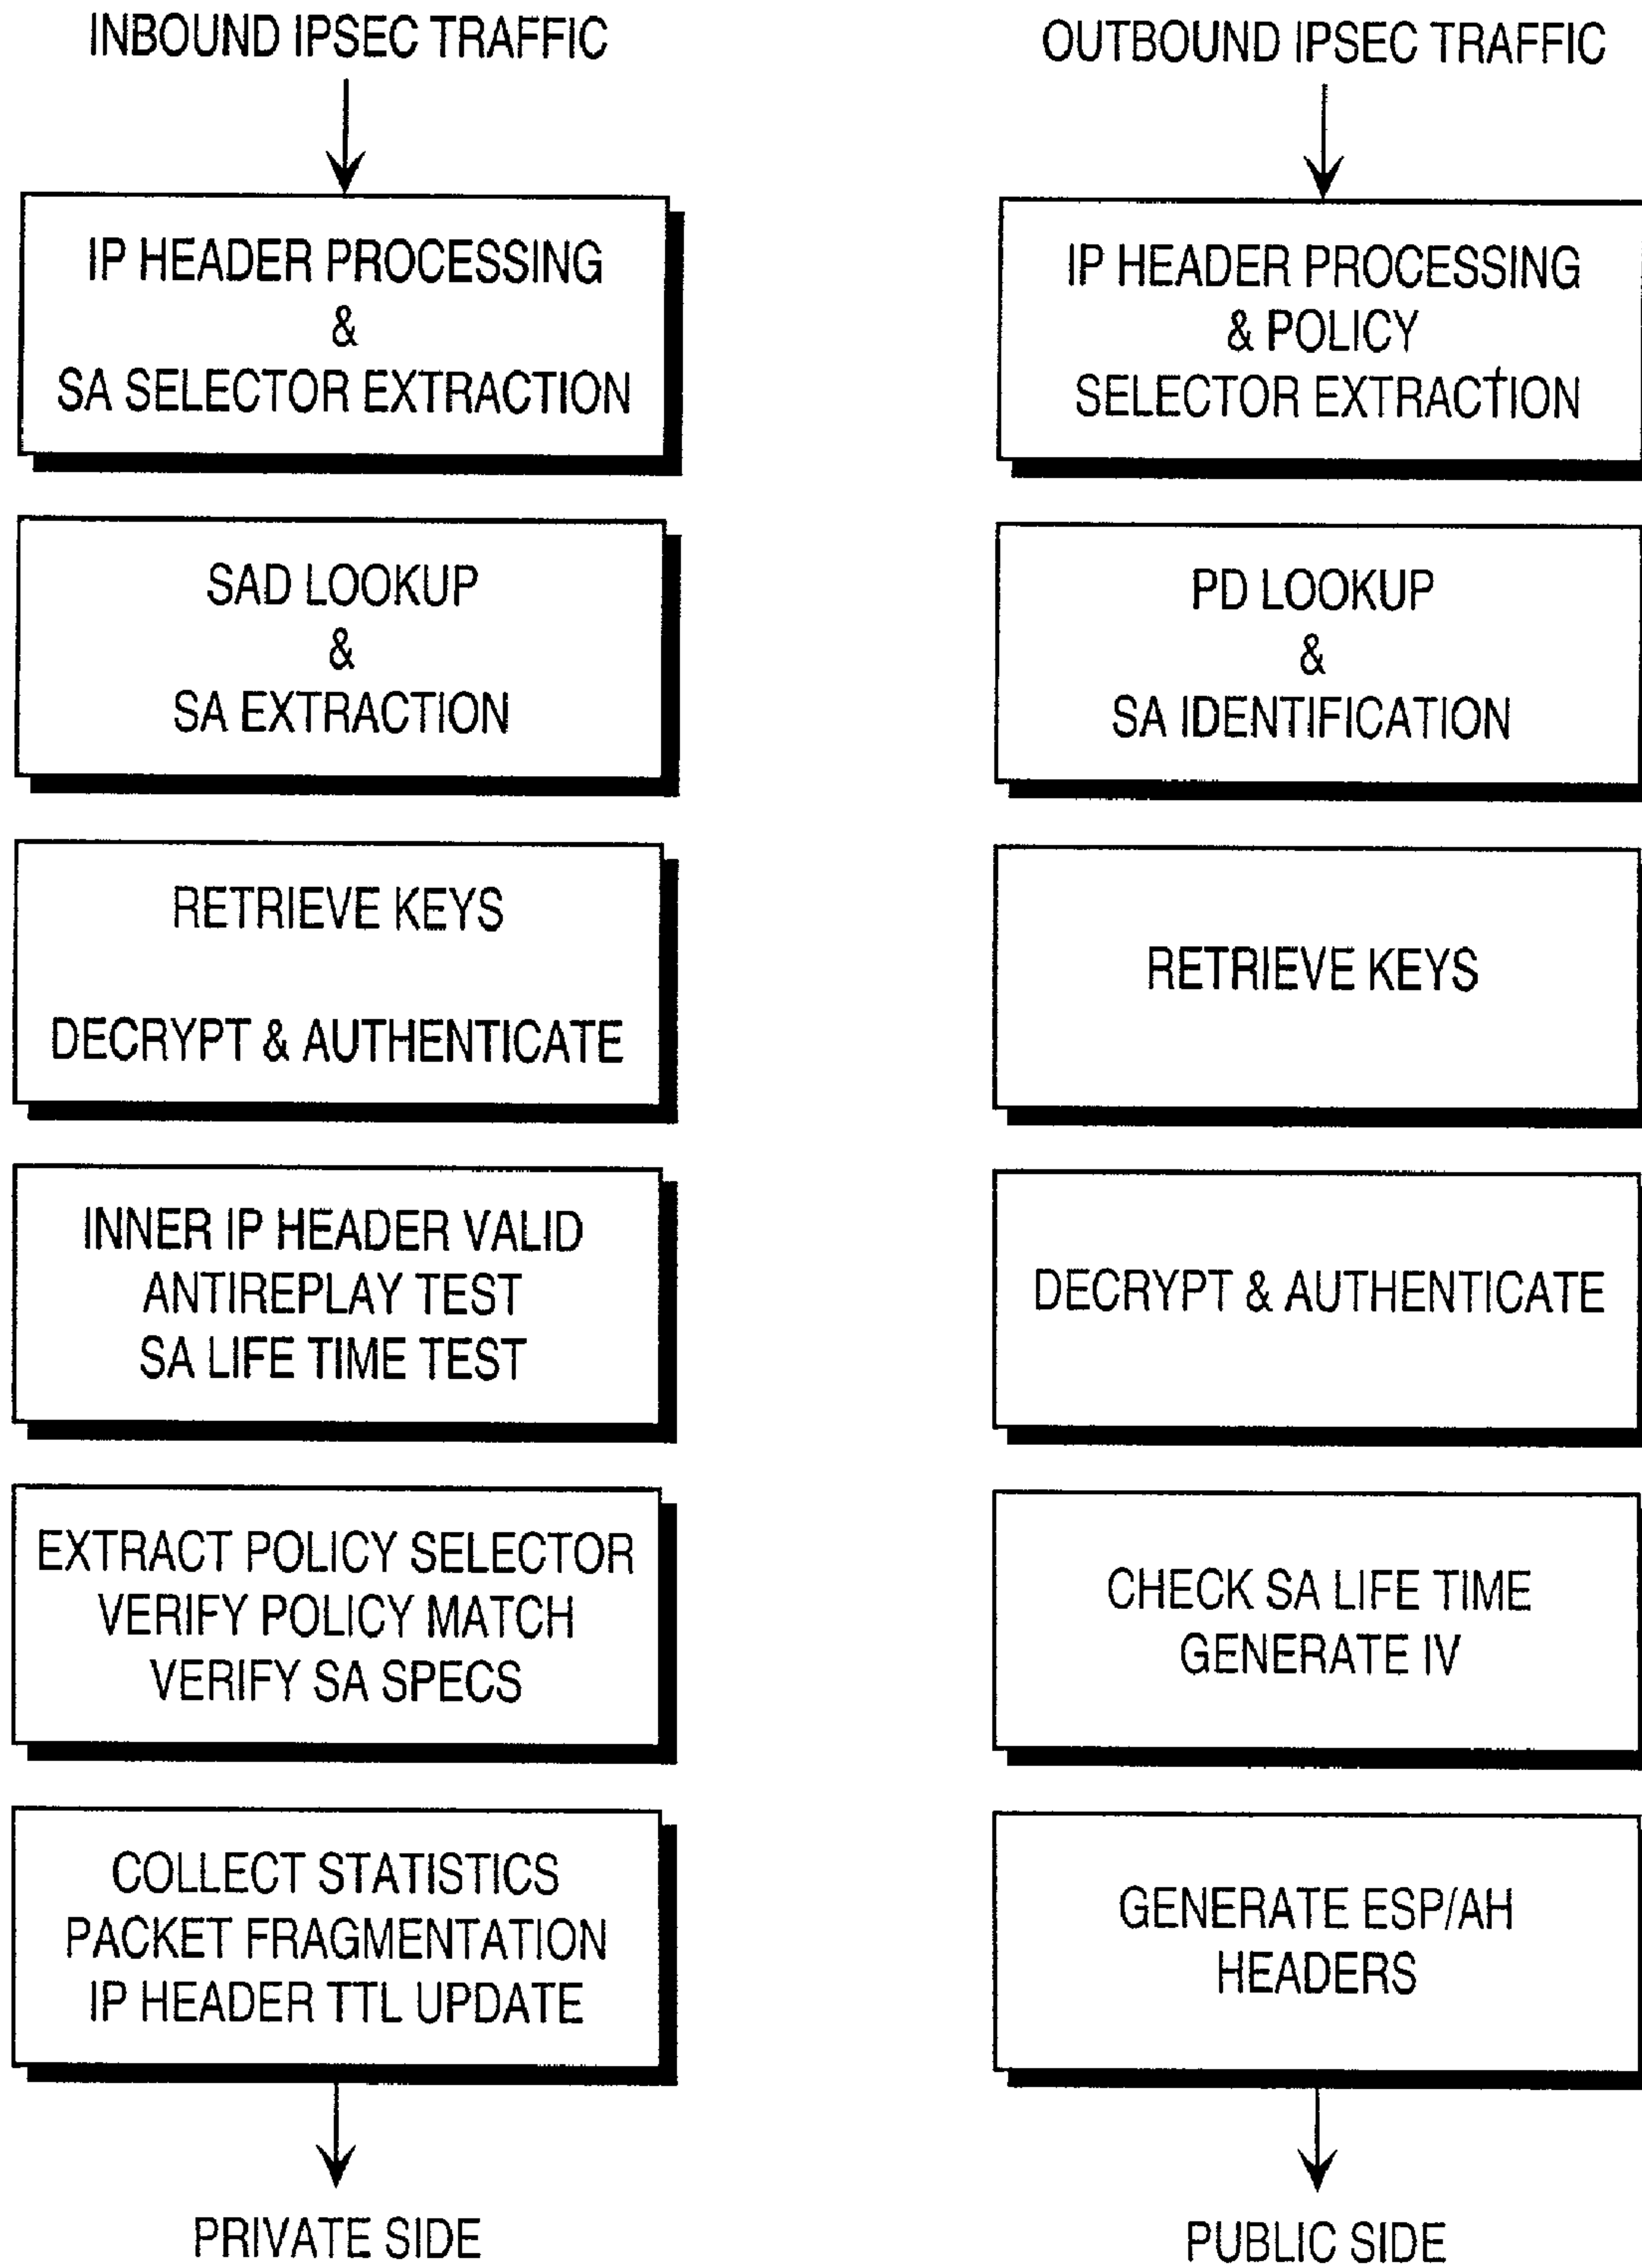 INBOUND IPSEC TRAFFIC
IP HEADER PROCESSING
&
SA SELECTOR EXTRACTION
SAD LOOKUP
&
SA EXTRACTION
RETRIEVE KEYS
DECRYPT & AUTHENTICATE
INNER IP HEADER VALID
ANTIREPLAY TEST
SA LIFE TIME TEST
EXTRACT POLICY SELECTOR
VERIFY POLICY MATCH
VERIFY SA SPECS
COLLECT STATISTICS
PACKET FRAGMENTATION
IP HEADER TTL UPDATE
PRIVATE SIDE
OUTBOUND IPSEC TRAFFIC
IP HEADER PROCESSING
& POLICY
SELECTOR EXTRACTION
PD LOOKUP
&
SA IDENTIFICATION
RETRIEVE KEYS
DECRYPT & AUTHENTICATE
CHECK SA LIFE TIME
GENERATE IV
GENERATE ESP/AH
HEADERS
PUBLIC SIDE